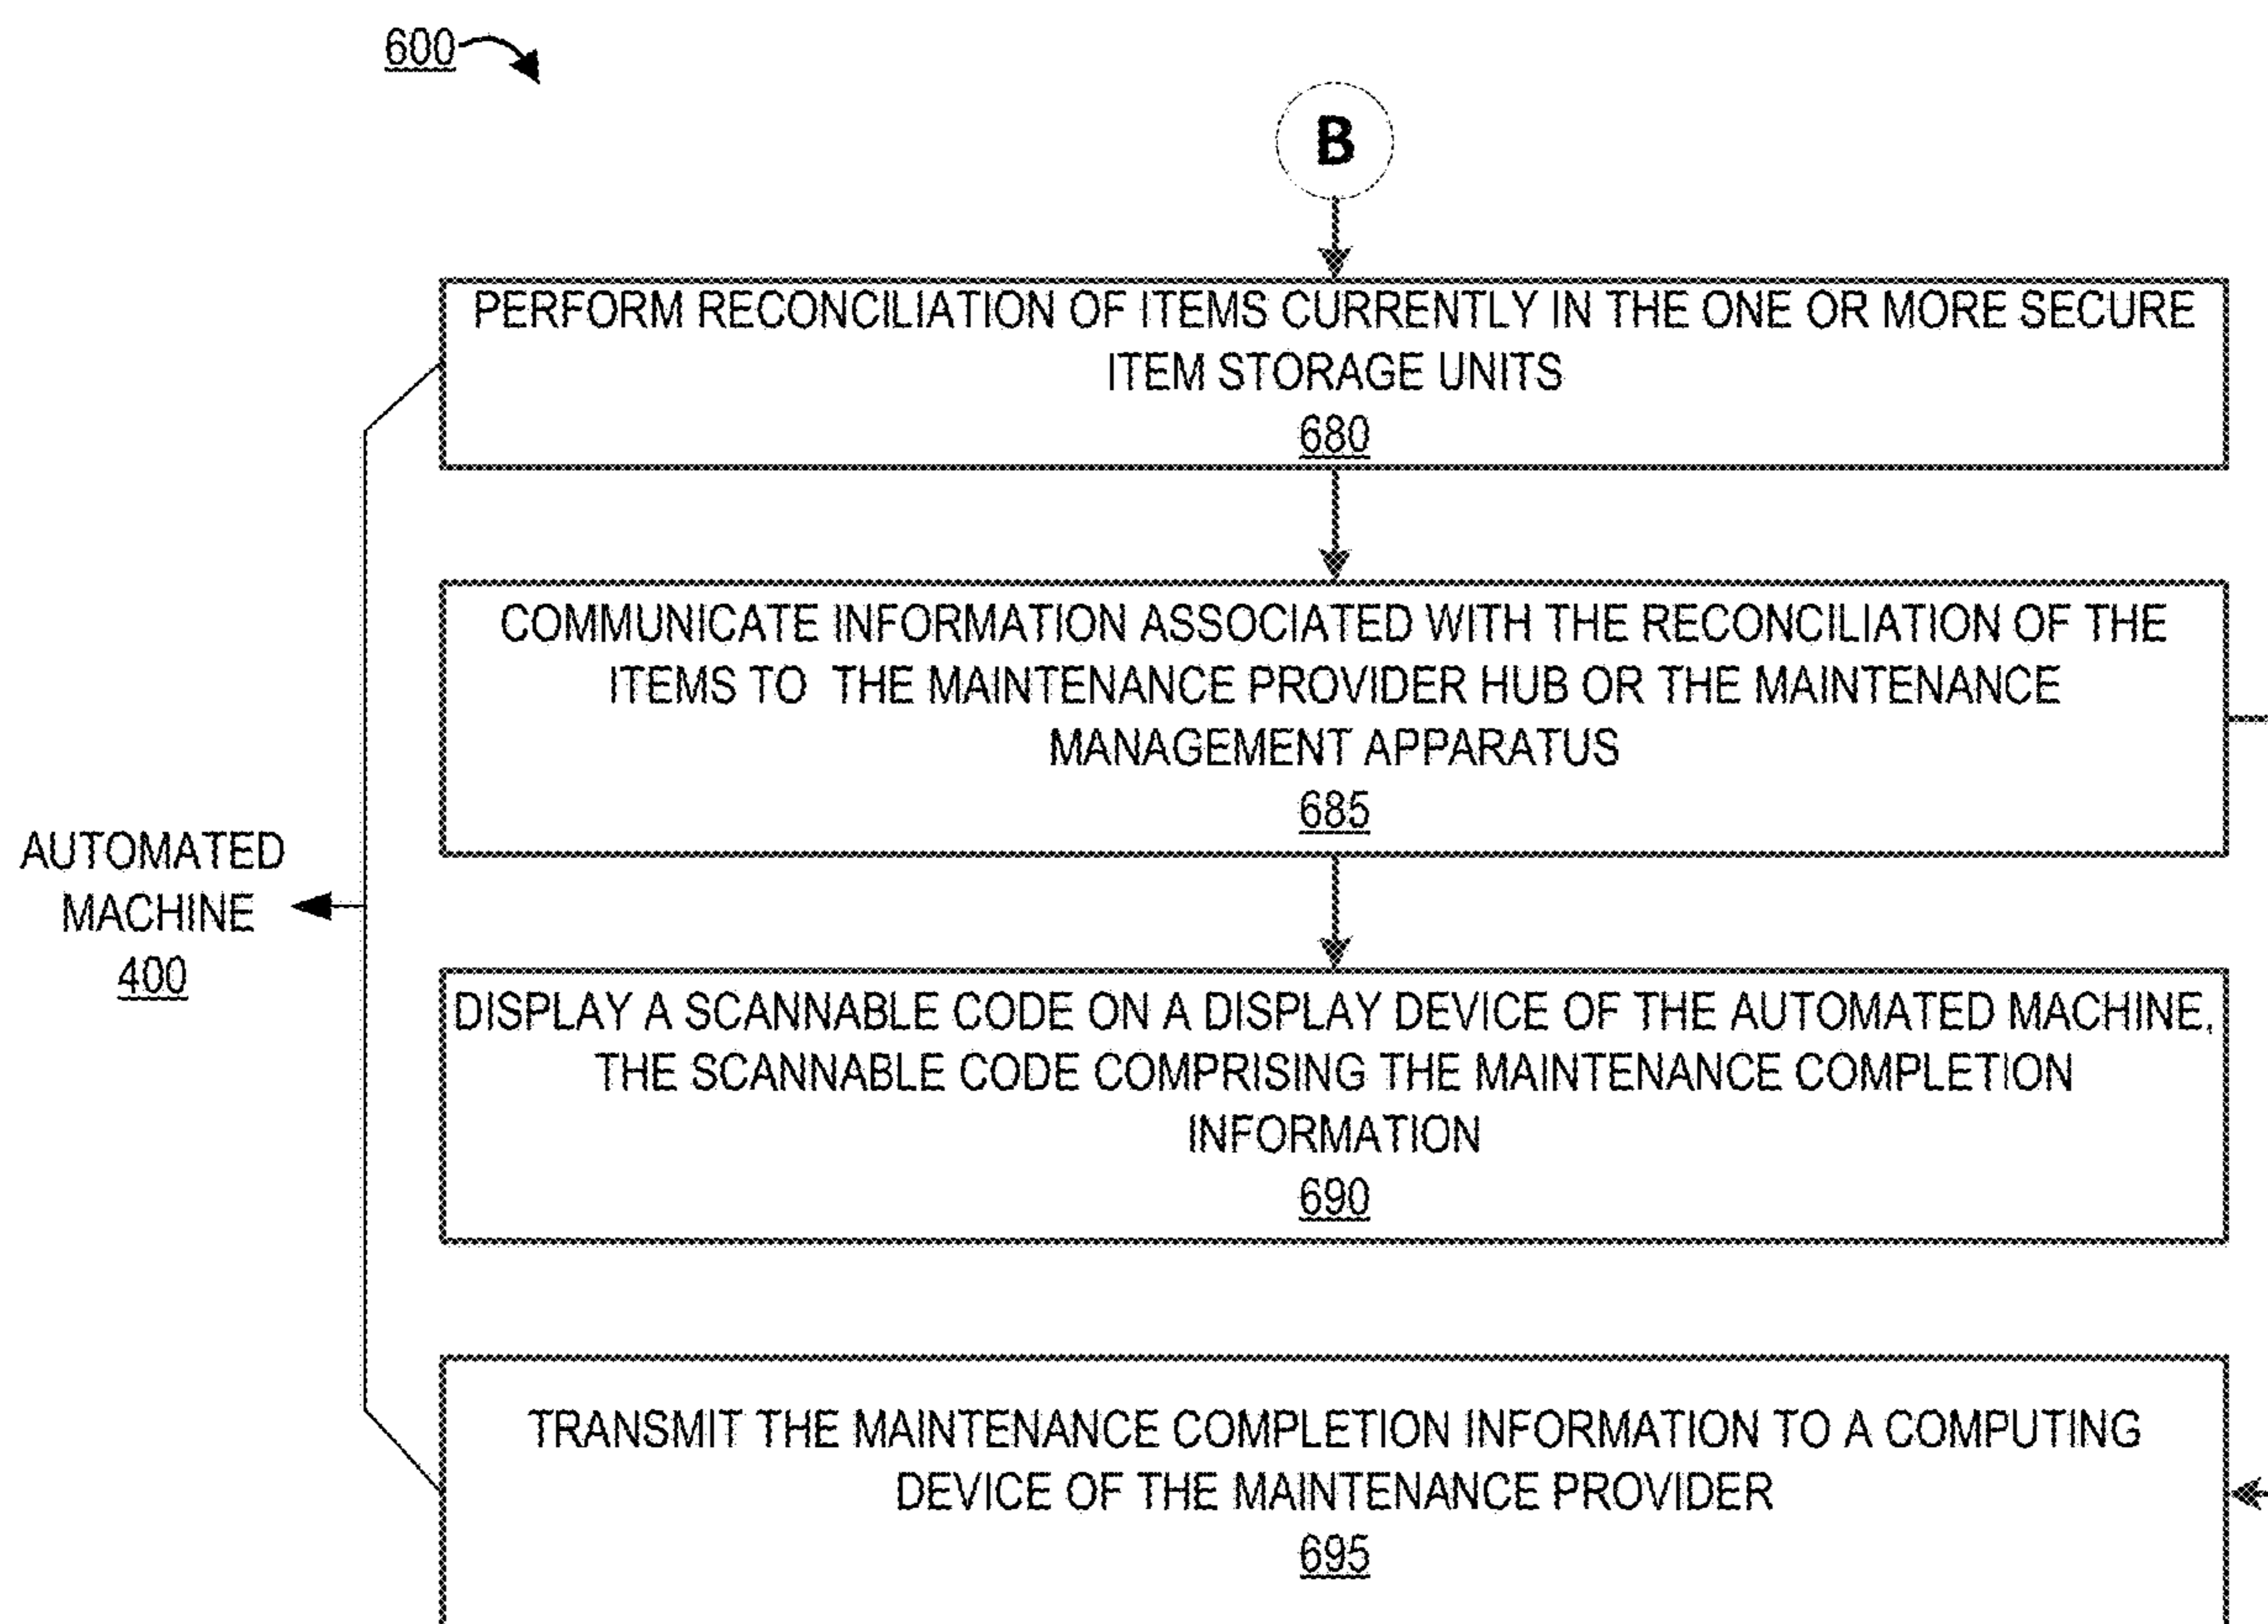 600
B
PERFORM RECONCILIATION OF ITEMS CURRENTLY IN THE ONE OR MORE SECURE
ITEM STORAGE UNITS
680
COMMUNICATE INFORMATION ASSOCIATED WITH THE RECONCILIATION OF THE
ITEMS TO THE MAINTENANCE PROVIDER HUB OR THE MAINTENANCE
MANAGEMENT APPARATUS
685
AUTOMATED
MACHINE
400
DISPLAY A SCANNABLE CODE ON A DISPLAY DEVICE OF THE AUTOMATED MACHINE,
THE SCANNABLE CODE COMPRISING THE MAINTENANCE COMPLETION
INFORMATION
690
TRANSMIT THE MAINTENANCE COMPLETION INFORMATION TO A COMPUTING
DEVICE OF THE MAINTENANCE PROVIDER
695